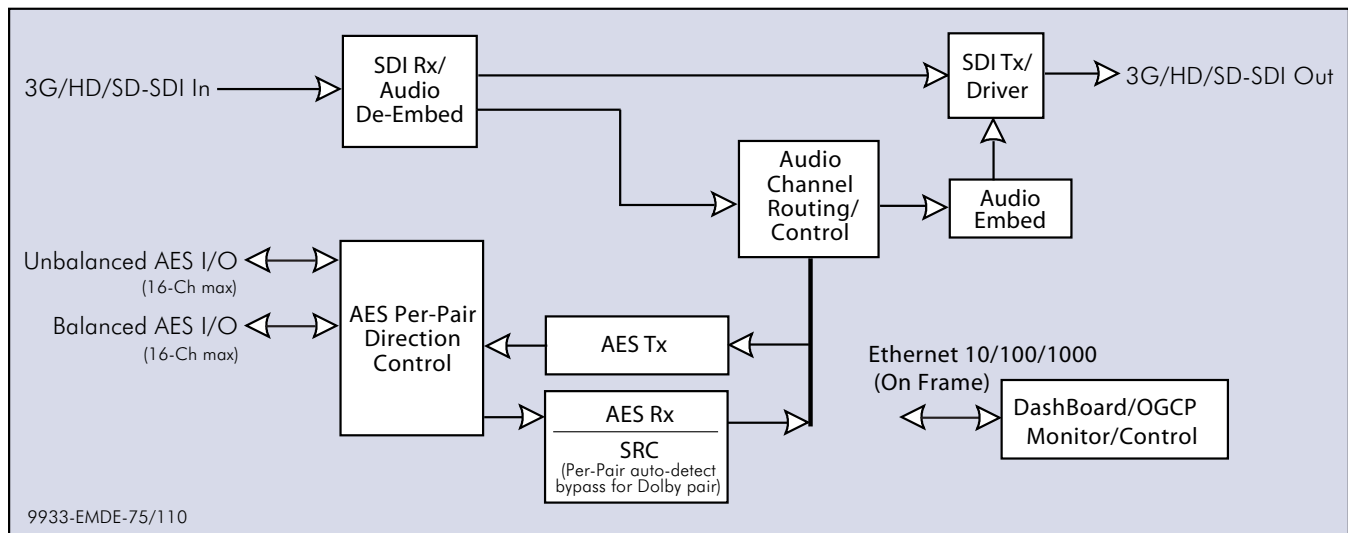 3G/HD/SD-SDI In
SDI Rx/
Audio
De-Embed
SDI Tx/
Driver
3G/HD/SD-SDI Out
Audio
Channel
Routing/
Control
Audio
Embed
Unbalanced AES I/O
(16-Ch max)
Balanced AES I/O
(16-Ch max)
AES Per-Pair
Direction
Control
AES Tx
AES Rx
SRC
(Per-Pair auto-detect
bypass for Dolby pair)
Ethernet 10/100/1000
(On Frame)
DashBoard/OGCP
Monitor/Control
9933-EMDE-75/110